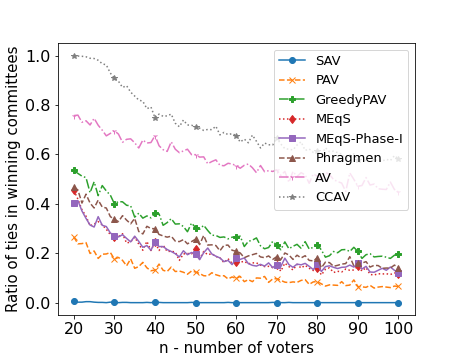 Ratio of ties in winning committees
1.0
0.8
0.6
0.4
0.2
0.0
SAV
PAV
GreedyPAV
MEqS
MEqS-Phase-I
Phragmen
AV
CCAV
20 30 40 50 60 70 80 90 100
n - number of voters